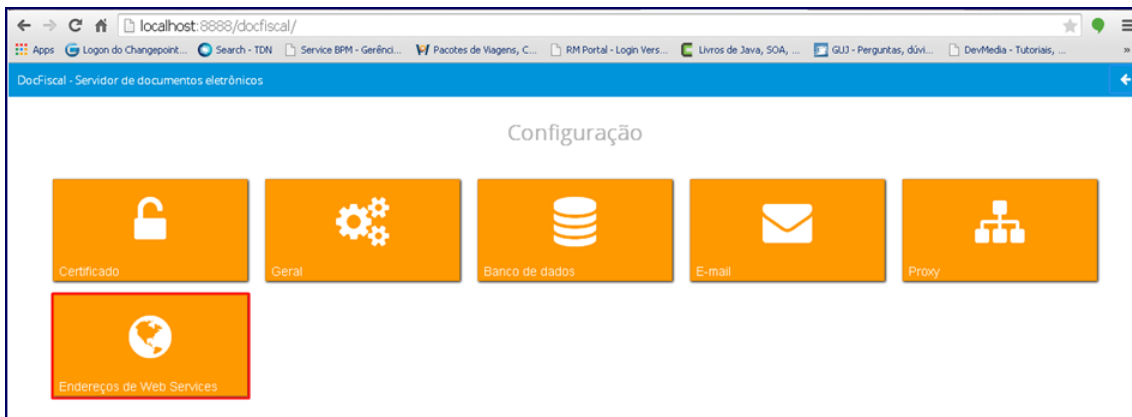 localhost:8888/docfiscal/
Apps Logon do Changepoint... Search - TDN Service BPM - Gerênci... Pacotes de Viagens, C... RM Portal - Login Vers... Livros de Java, SOA, ... GUJ - Perguntas, dúvi... DevMedia - Tutoriais, ... »
DocFiscal - Servidor de documentos eletrônicos
Configuração
Certificado Geral Banco de dados E-mail Proxy
Endereços de Web Services